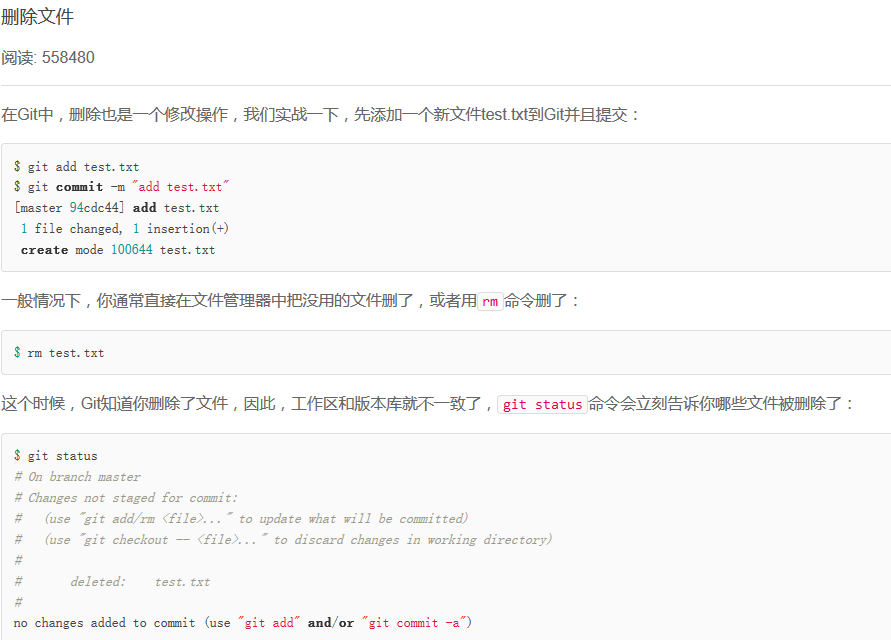 删除文件
阅读: 558480
在Git中，删除也是一个修改操作，我们实战一下，先添加一个新文件test.txt到Git并且提交：
$ git add test.txt
$ git commit -m "add test.txt"
[master 94cdc44] add test.txt
 1 file changed, 1 insertion(+)
 create mode 100644 test.txt
一般情况下，你通常直接在文件管理器中把没用的文件删了，或者用rm命令删了：
$ rm test.txt
这个时候，Git知道你删除了文件，因此，工作区和版本库就不一致了，git status命令会立刻告诉你哪些文件被删除了：
$ git status
# On branch master
# Changes not staged for commit:
#   (use "git add/rm <file>..." to update what will be committed)
#   (use "git checkout -- <file>..." to discard changes in working directory)
#
#       deleted:    test.txt
#
no changes added to commit (use "git add" and/or "git commit -a")